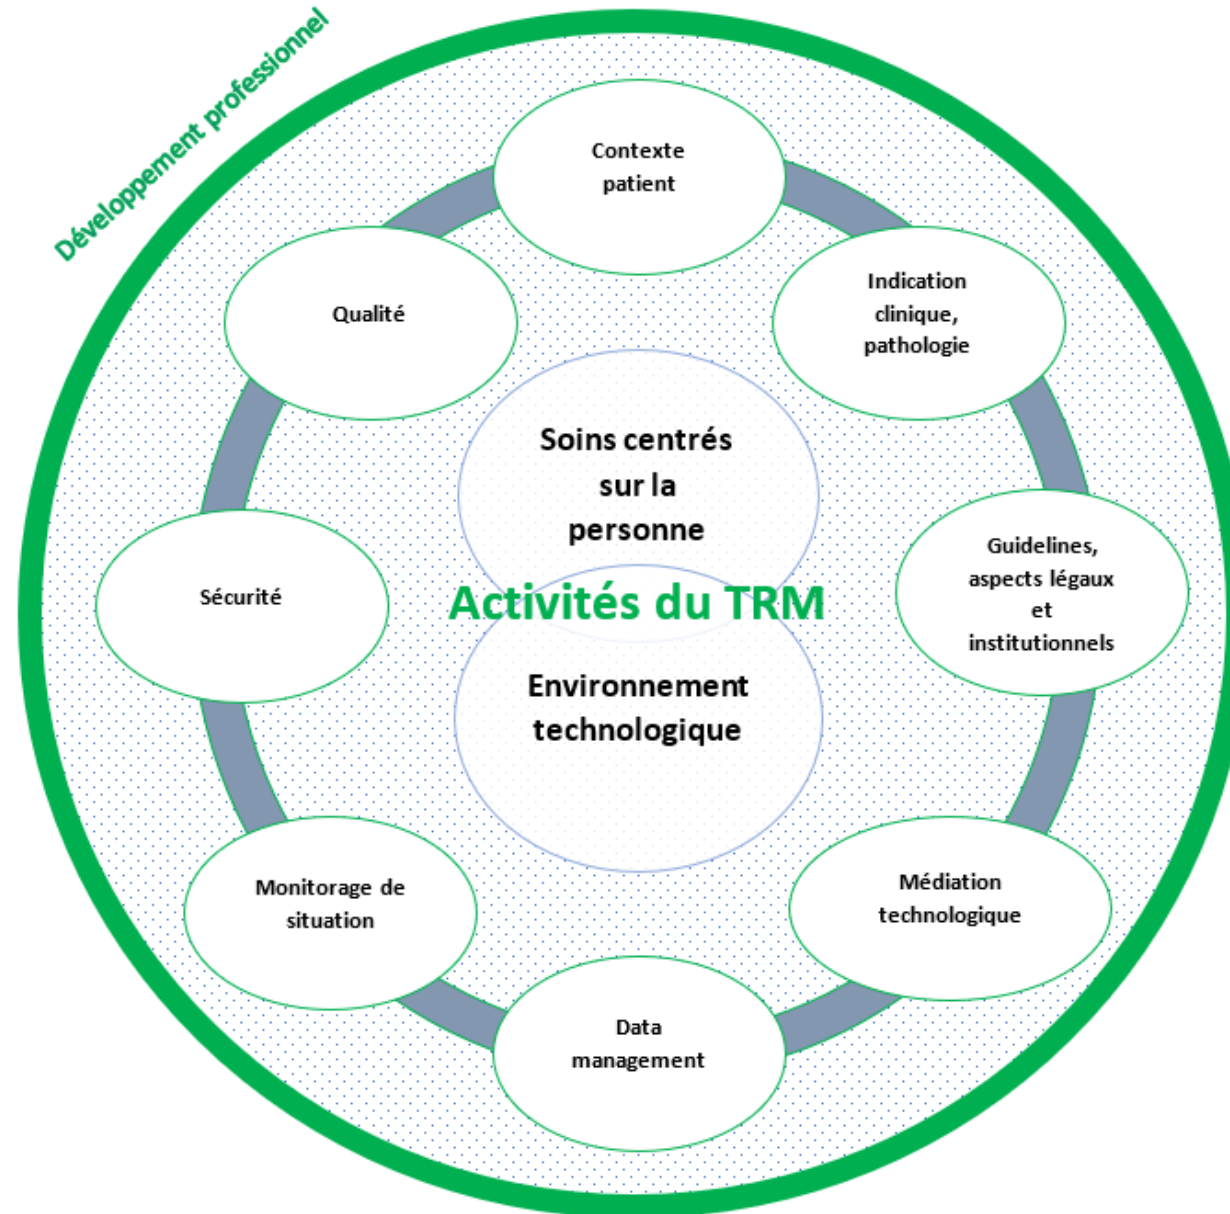 Développement professionnel
Contexte
patient
Indication
clinique,
pathologie
Qualité
Soins centrés
sur la
personne
Guidelines,
aspects légaux
et
institutionnels
Sécurité
Activités du TRM
Environnement
technologique
Médiation
technologique
Monitorage de
situation
Data
management